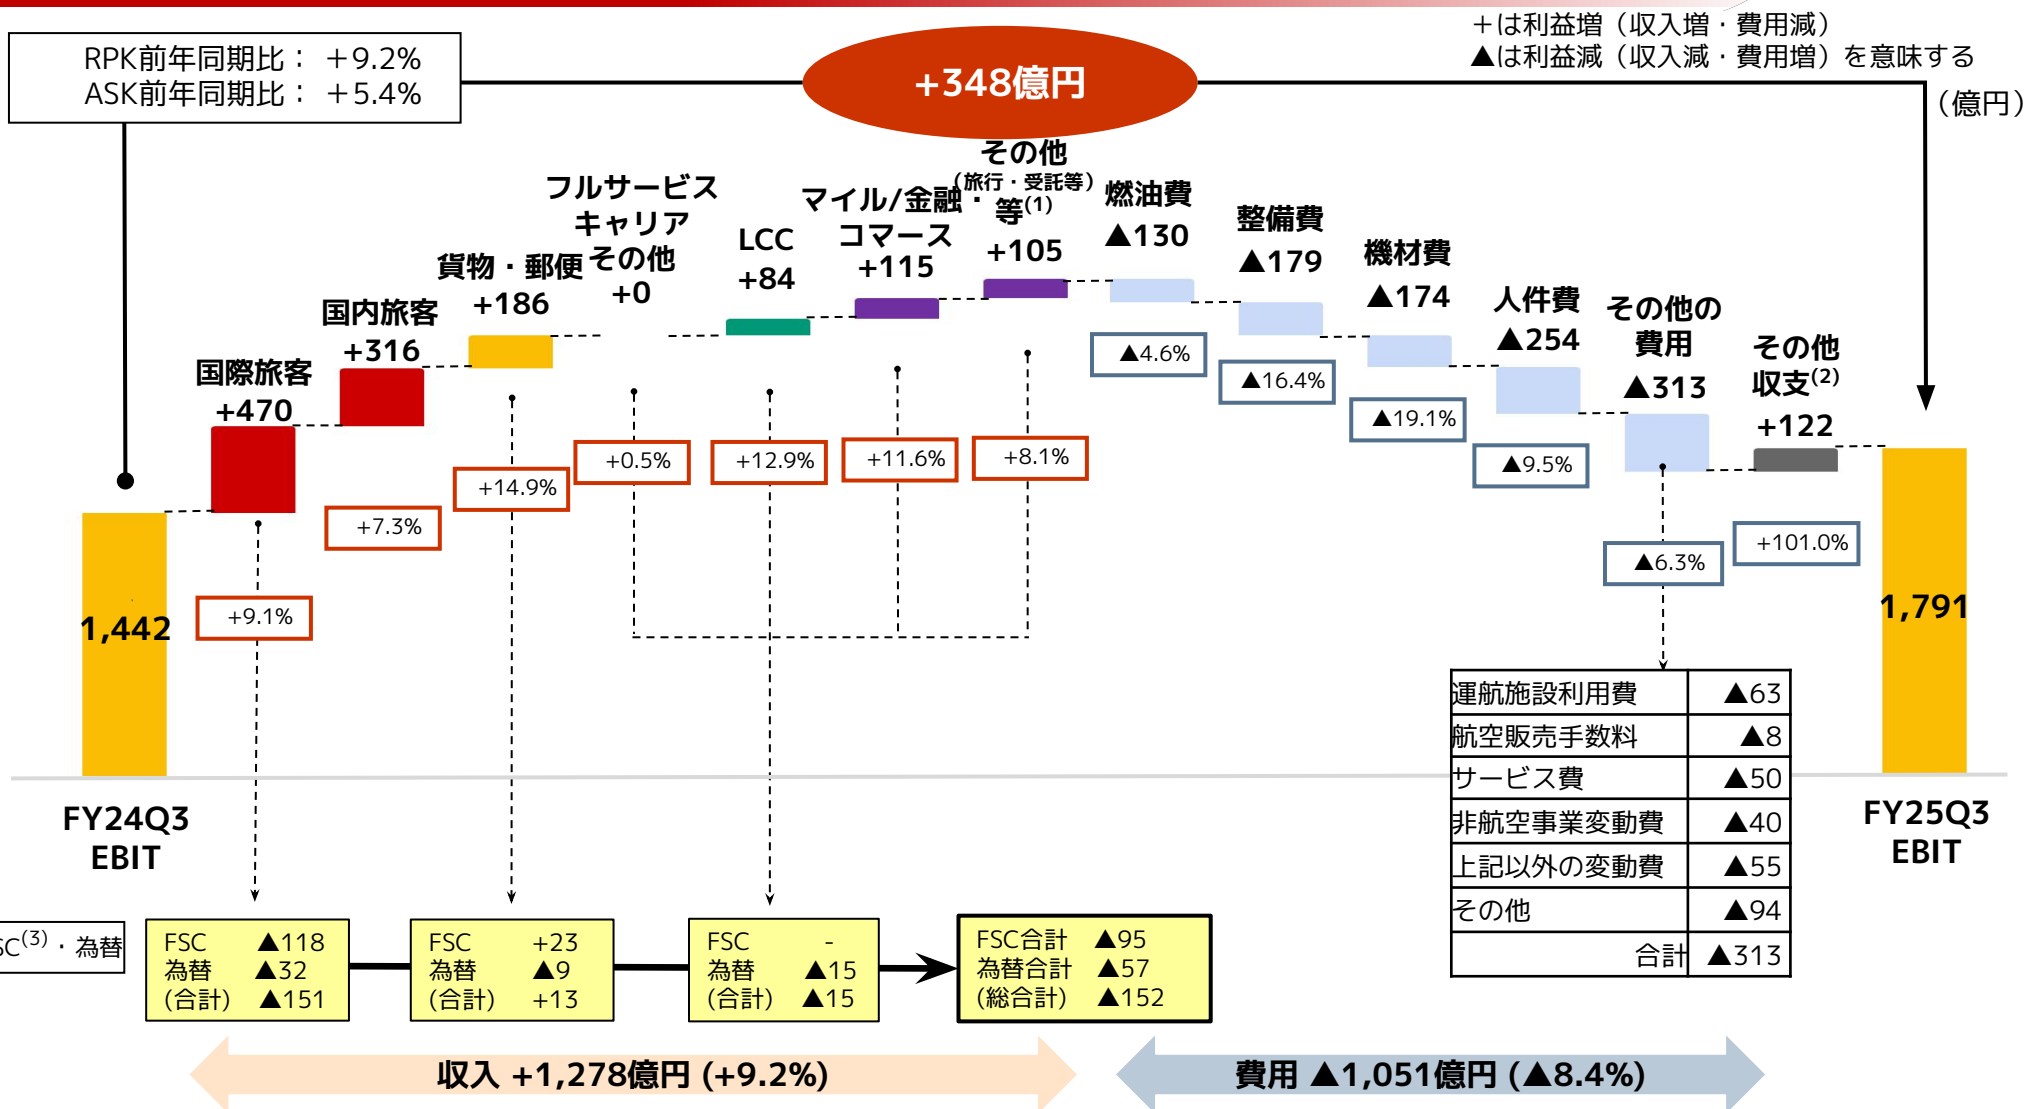 ＋は利益増（収入増・費用減）
▲は利益減（収入減・費用増）を意味する
（億円）
RPK前年同期比： ＋9.2%
ASK前年同期比： ＋5.4%
+348億円
国際旅客
+470
国内旅客
+316
貨物・郵便
+186
フルサービス
キャリア
その他
+0
LCC
+84
マイル/金融・
コマース
+115
その他
（旅行・受託等）
等(1)
+105
燃油費
▲130
整備費
▲179
機材費
▲174
人件費
▲254
その他の
費用
▲313
その他
収支(2)
+122
+9.1%
+7.3%
+14.9%
+0.5%
+12.9%
+11.6%
+8.1%
▲4.6%
▲16.4%
▲19.1%
▲9.5%
▲6.3%
+101.0%
1,442
1,791
FY24Q3
EBIT
FY25Q3
EBIT
運航施設利用費 ▲63
航空販売手数料 ▲8
サービス費 ▲50
非航空事業変動費 ▲40
上記以外の変動費 ▲55
その他 ▲94
合計 ▲313
SC(3)・為替
FSC ▲118
為替 ▲32
(合計) ▲151
FSC +23
為替 ▲9
(合計) +13
FSC -
為替 ▲15
(合計) ▲15
FSC合計 ▲95
為替合計 ▲57
(総合計) ▲152
収入 +1,278億円 (+9.2%)
費用 ▲1,051億円 (▲8.4%)